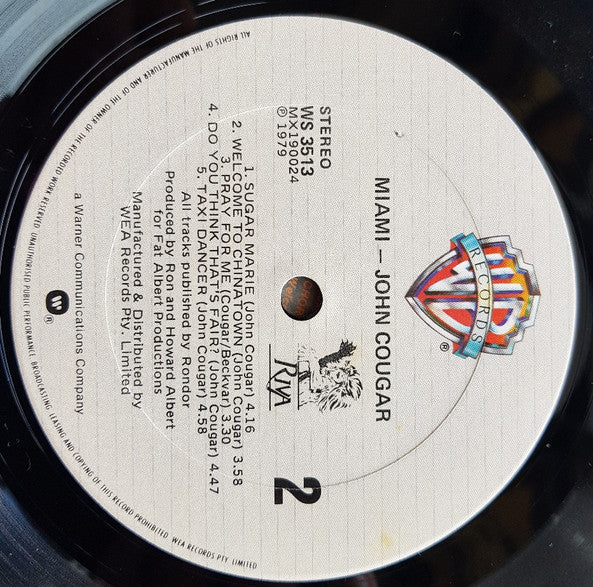 WB
RECORDS
®
MIAMI — JOHN COUGAR
STEREO
WS 3513
MX190024
℗ 1979
Riva
2
1. SUGAR MARIE (John Cougar) 4.16
2. WELCOME TO CHINATOWN (John Cougar) 3.58
3. PRAY FOR ME (Cougar/Beckvar) 3.30
4. DO YOU THINK THAT'S FAIR? (John Cougar) 4.47
5. TAXI DANCER (John Cougar) 4.58
All tracks published by Rondor
Produced by Ron and Howard Albert
for Fat Albert Productions
Manufactured & Distributed by
WEA Records Pty. Limited
a Warner Communications Company
®
ALL RIGHTS OF THE MANUFACTURER AND OF THE OWNER OF THE RECORDED WORK RESERVED UNAUTHORISED PUBLIC PERFORMANCE, BROADCASTING, LEASING AND COPYING OF THIS RECORD PROHIBITED. WEA RECORDS PTY LIMITED